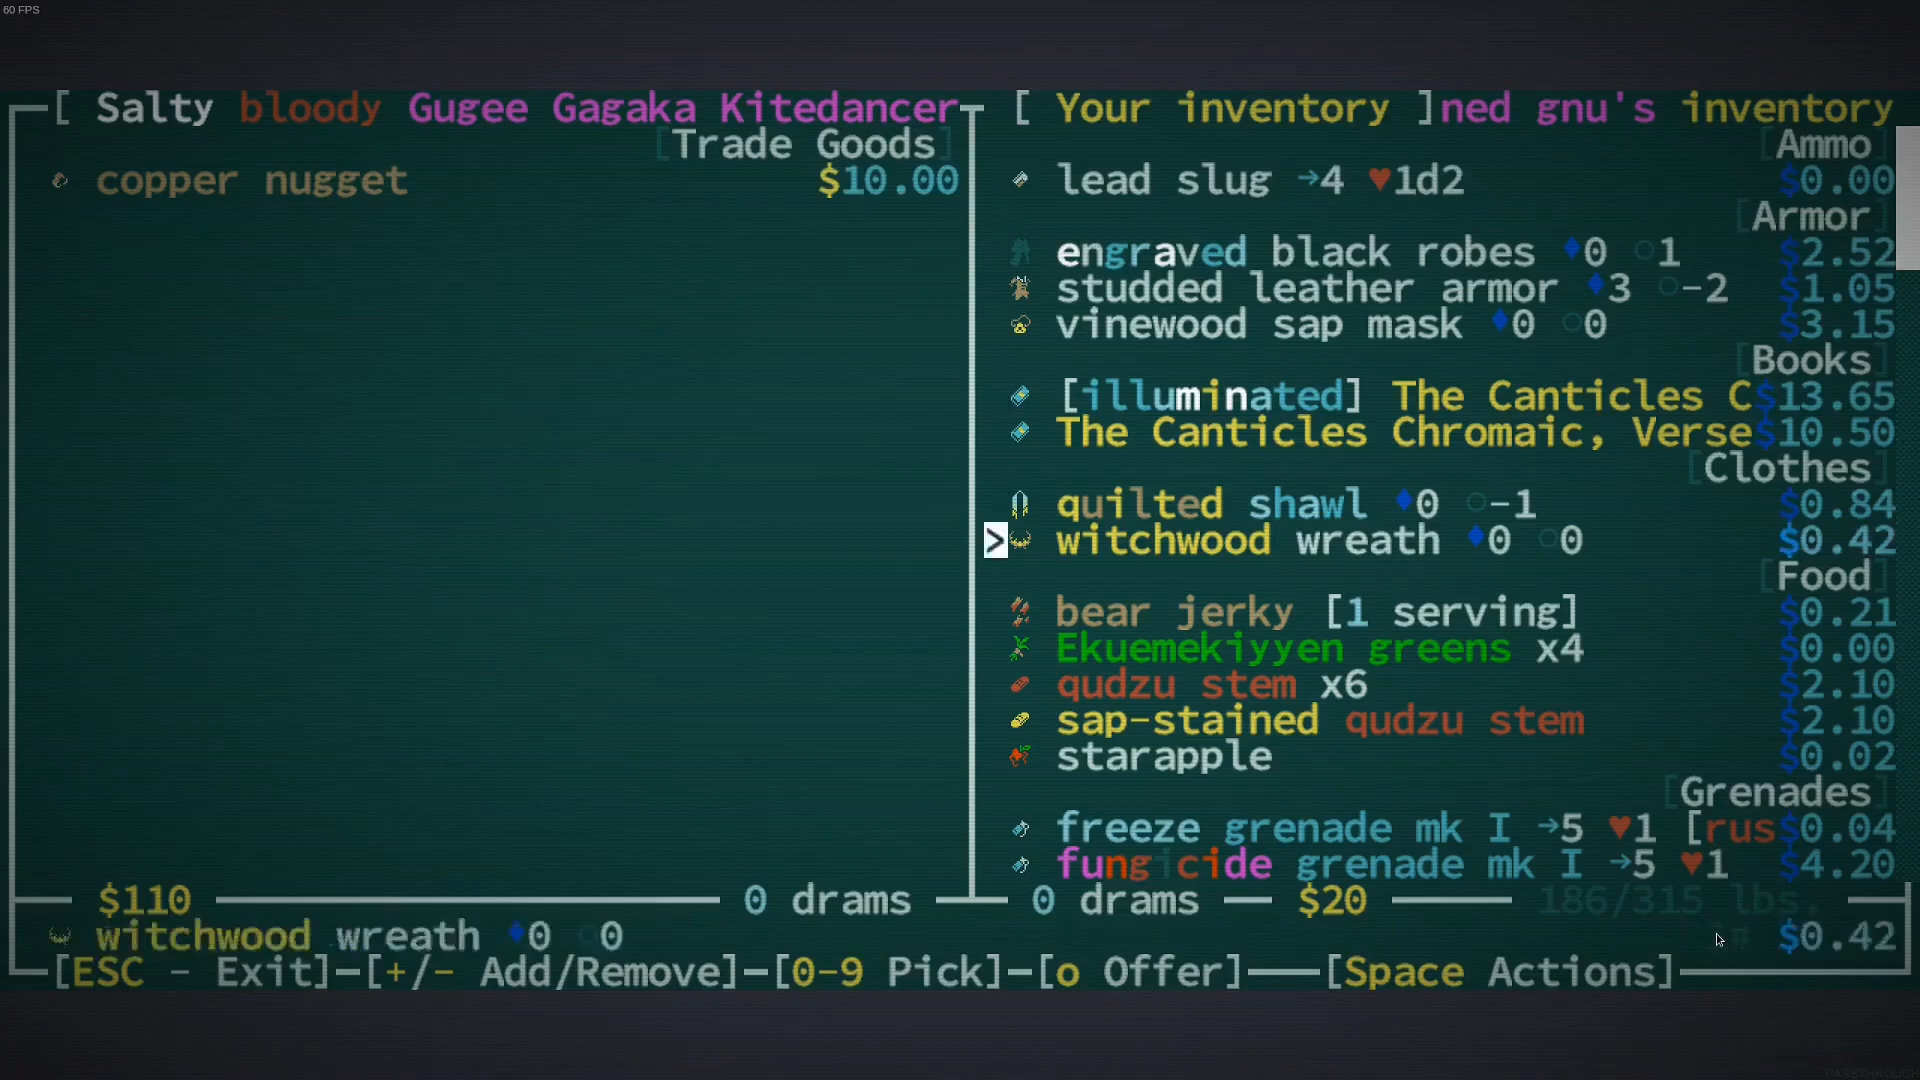 60 FPS
[ Salty bloody Gugee Gagaka Kitedancer
[Trade Goods]
copper nugget $10.00
[ Your inventory ]ned gnu's inventory
[Ammo]
lead slug →4 ♥1d2 $0.00
[Armor]
engraved black robes ♦0 ○1 $2.52
studded leather armor ♦3 ○-2 $1.05
vinewood sap mask ♦0 ○0 $3.15
[Books]
[illuminated] The Canticles C$13.65
The Canticles Chromaic, Verse$10.50
[Clothes]
quilted shawl ♦0 ○-1 $0.84
> witchwood wreath ♦0 ○0 $0.42
[Food]
bear jerky [1 serving] $0.21
Ekuemekiyyen greens x4 $0.00
qudzu stem x6 $2.10
sap-stained qudzu stem $2.10
starapple $0.02
[Grenades]
freeze grenade mk I →5 ♥1 [rus$0.04
fungicide grenade mk I →5 ♥1 $4.20
$110 0 drams 0 drams $20 186/315 lbs.
witchwood wreath ♦0 ○0 # $0.42
[ESC - Exit] [+/- Add/Remove] [0-9 Pick] [o Offer] [Space Actions]
PASSTHROUGH